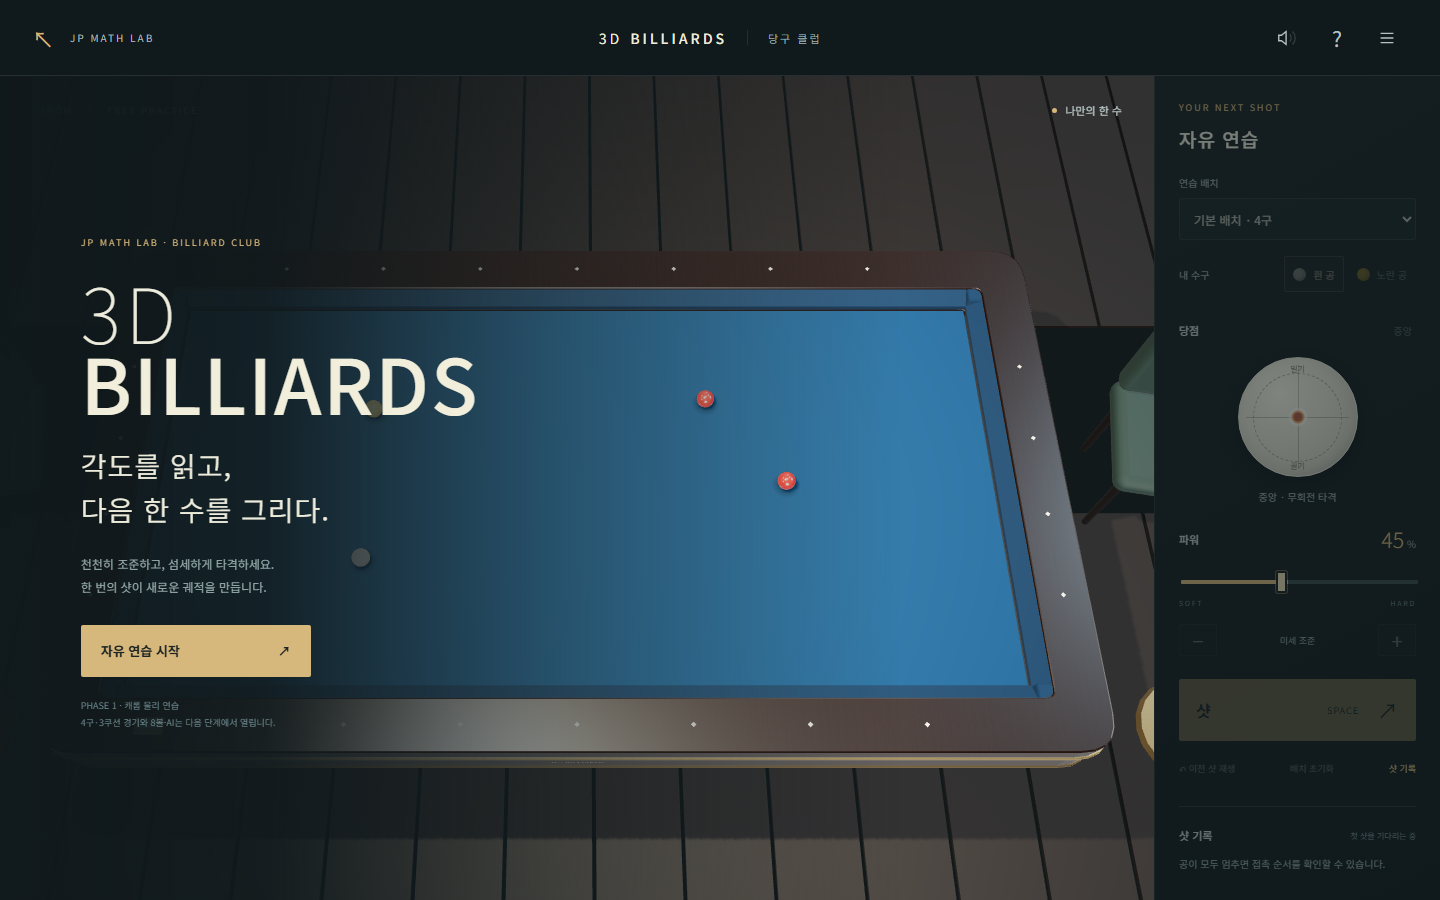 JP MATH LAB
3D BILLIARDS
당구 클럽
?
나만의 한 수
JP MATH LAB · BILLIARD CLUB
3D
BILLIARDS
각도를 읽고,
다음 한 수를 그리다.
천천히 조준하고, 섬세하게 타격하세요.
한 번의 샷이 새로운 궤적을 만듭니다.
자유 연습 시작 ↗
PHASE 1 · 캐롬 물리 연습
4구·3쿠션 경기와 8볼·AI는 다음 단계에서 열립니다.
YOUR NEXT SHOT
자유 연습
연습 배치
기본 배치 · 4구
내 수구
흰 공
노란 공
당점
중앙
밀기
끌기
중앙 · 무회전 타격
파워
45 %
SOFT
HARD
− 미세 조준 +
샷
SPACE ↗
↶ 이전 샷 재생
배치 초기화
샷 기록
샷 기록
첫 샷을 기다리는 중
공이 모두 멈추면 접촉 순서를 확인할 수 있습니다.